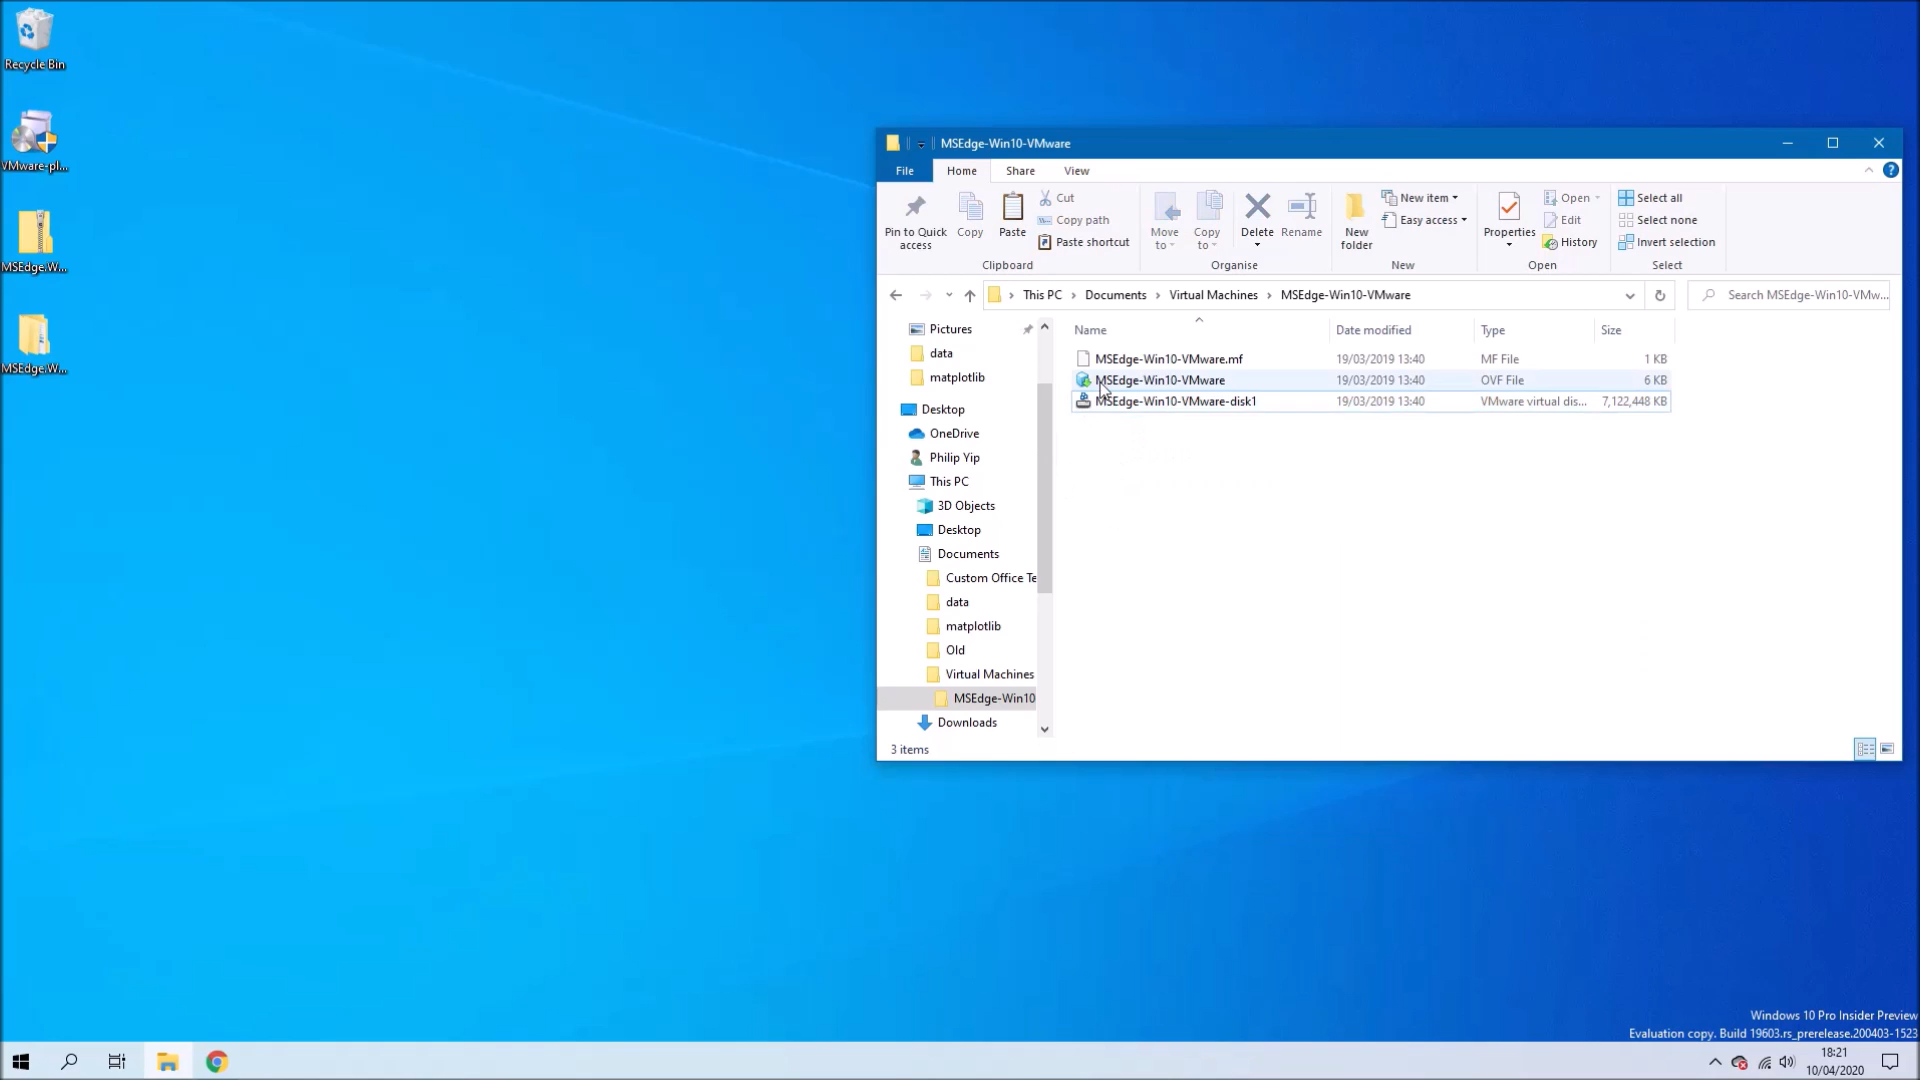 Recycle Bin
VMware-pl...
MSEdge.W...
MSEdge.W...
MSEdge-Win10-VMware
File Home Share View
Pin to Quick access
Copy
Paste
Cut
Copy path
Paste shortcut
Clipboard
Move to
Copy to
Delete
Rename
Organise
New folder
New item
Easy access
New
Properties
Open
Edit
History
Open
Select all
Select none
Invert selection
Select
This PC > Documents > Virtual Machines > MSEdge-Win10-VMware
Search MSEdge-Win10-VMw...
Pictures
data
matplotlib
Desktop
OneDrive
Philip Yip
This PC
3D Objects
Desktop
Documents
Custom Office Te
data
matplotlib
Old
Virtual Machines
MSEdge-Win10
Downloads
Name Date modified Type Size
MSEdge-Win10-VMware.mf 19/03/2019 13:40 MF File 1 KB
MSEdge-Win10-VMware 19/03/2019 13:40 OVF File 6 KB
MSEdge-Win10-VMware-disk1 19/03/2019 13:40 VMware virtual dis... 7,122,448 KB
3 items
Windows 10 Pro Insider Preview
Evaluation copy. Build 19603.rs_prerelease.200403-1523
18:21
10/04/2020